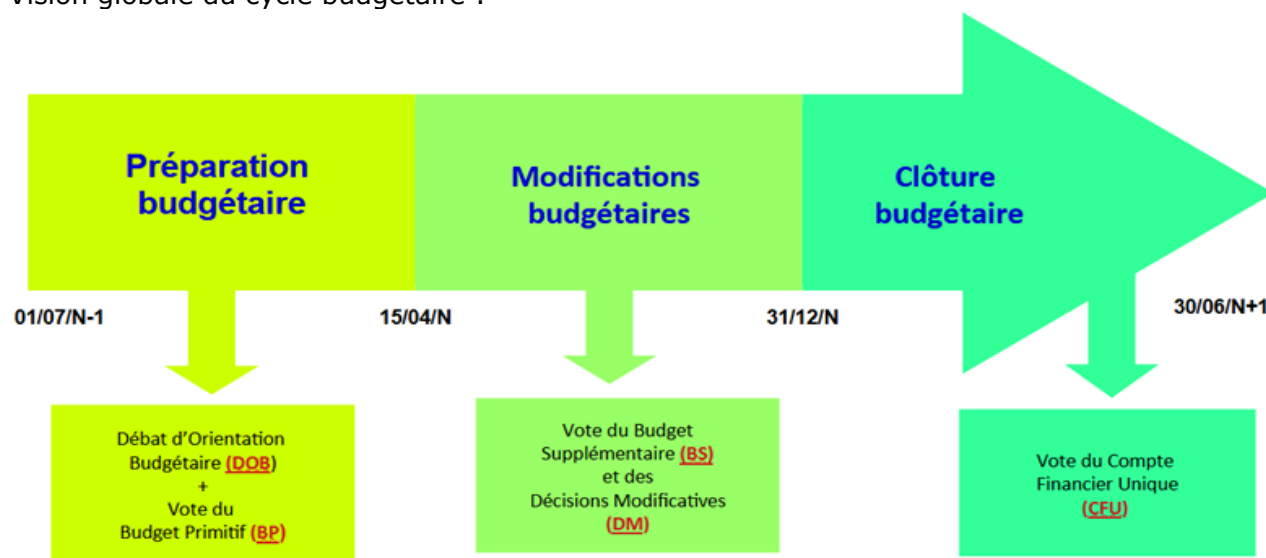 Vision globale du cycle budgétaire :
Préparation
budgétaire
Modifications
budgétaires
Clôture
budgétaire
01/07/N-1
15/04/N
31/12/N
30/06/N+1
Débat d'Orientation
Budgétaire (DOB)
+
Vote du
Budget Primitif (BP)
Vote du Budget
Supplémentaire (BS)
et des
Décisions Modificatives
(DM)
Vote du Compte
Financier Unique
(CFU)